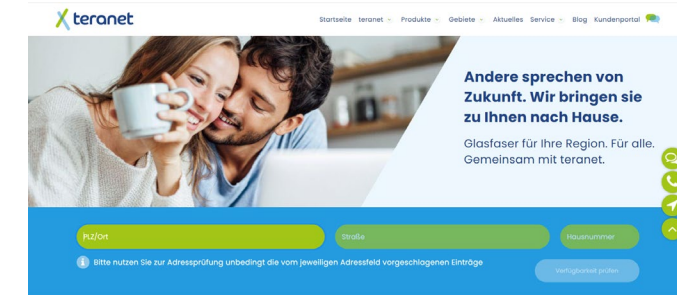 teranet
Startseite teranet Produkte Gebiete Aktuelles Service Blog Kundenportal
Andere sprechen von
Zukunft. Wir bringen sie
zu Ihnen nach Hause.
Glasfaser für Ihre Region. Für alle.
Gemeinsam mit teranet.
PLZ/Ort Straße Hausnummer
i Bitte nutzen Sie zur Adressprüfung unbedingt die vom jeweiligen Adressfeld vorgeschlagenen Einträge
Verfügbarkeit prüfen